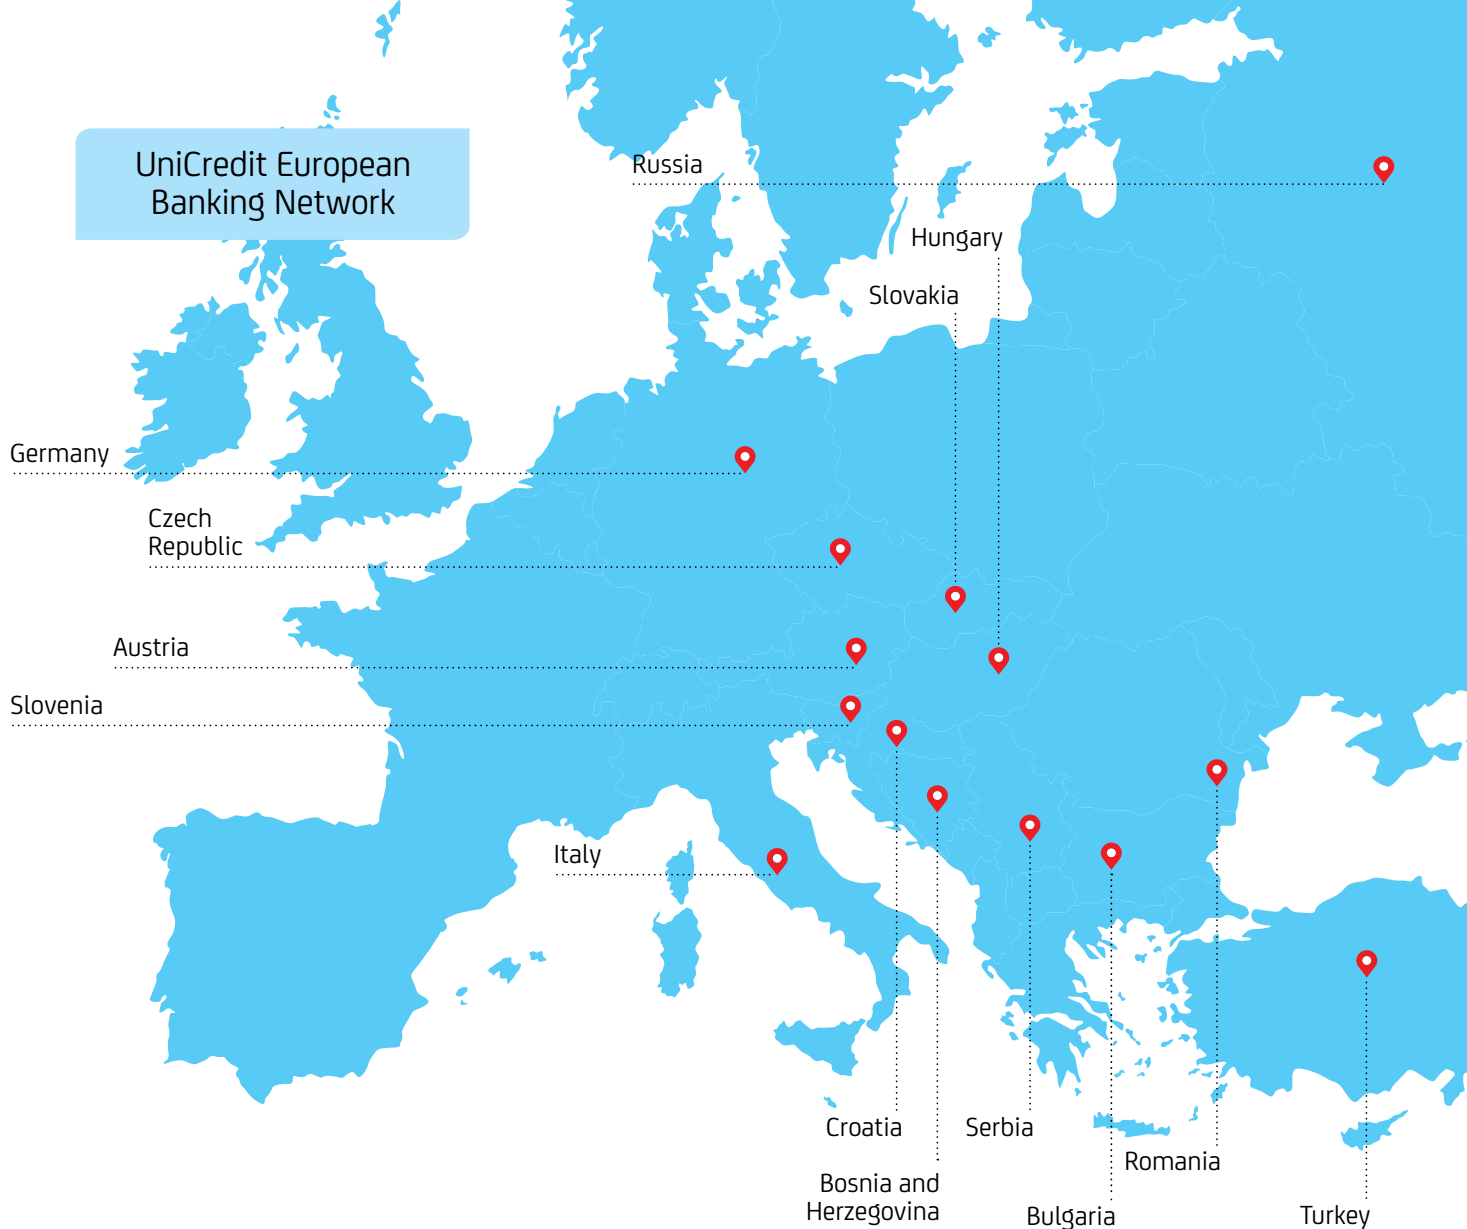 UniCredit European
Banking Network
Russia
Hungary
Slovakia
Germany
Czech
Republic
Austria
Slovenia
Italy
Croatia
Serbia
Romania
Bosnia and
Herzegovina
Bulgaria
Turkey